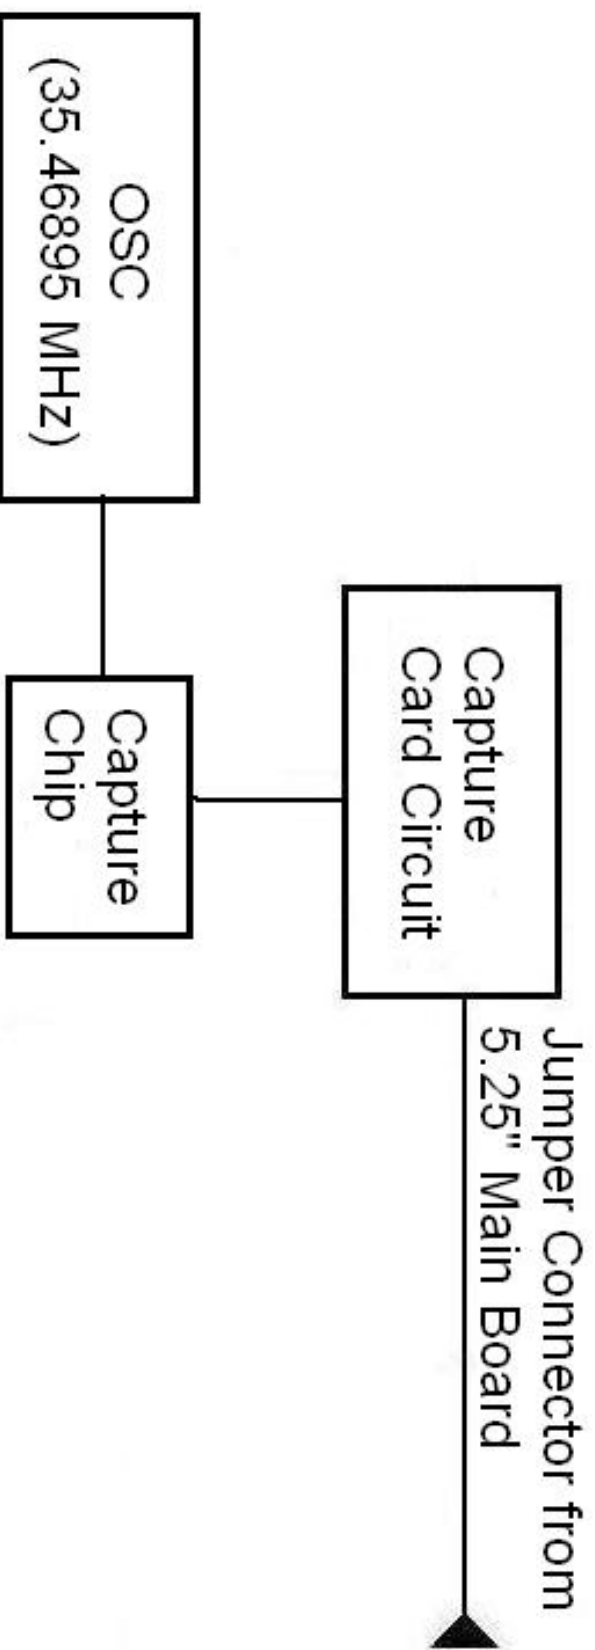 Capture
Card Circuit
Jumper Connector from
5.25" Main Board
OSC
(35.46895 MHz)
Capture
Chip